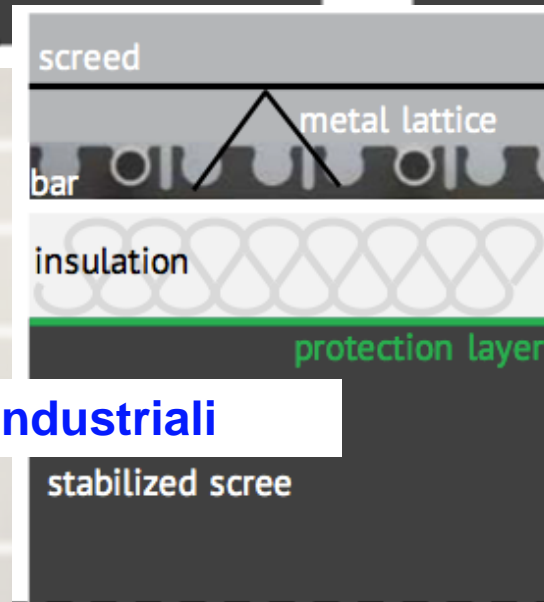 screed
metal lattice
bar
insulation
protection layer
ndustriali
stabilized scree